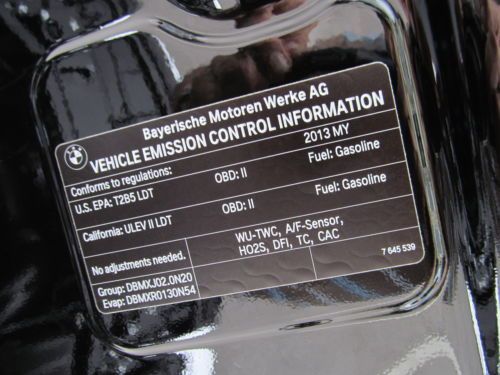 BMW
Bayerische Motoren Werke AG
VEHICLE EMISSION CONTROL INFORMATION
Conforms to regulations: 2013 MY
U.S. EPA: T2B5 LDT OBD: II Fuel: Gasoline
California: ULEV II LDT OBD: II Fuel: Gasoline
No adjustments needed. WU-TWC, A/F-Sensor,
HO2S, DFI, TC, CAC
Group: DBMXJ02.0N20 7 645 539
Evap: DBMXR0130N54